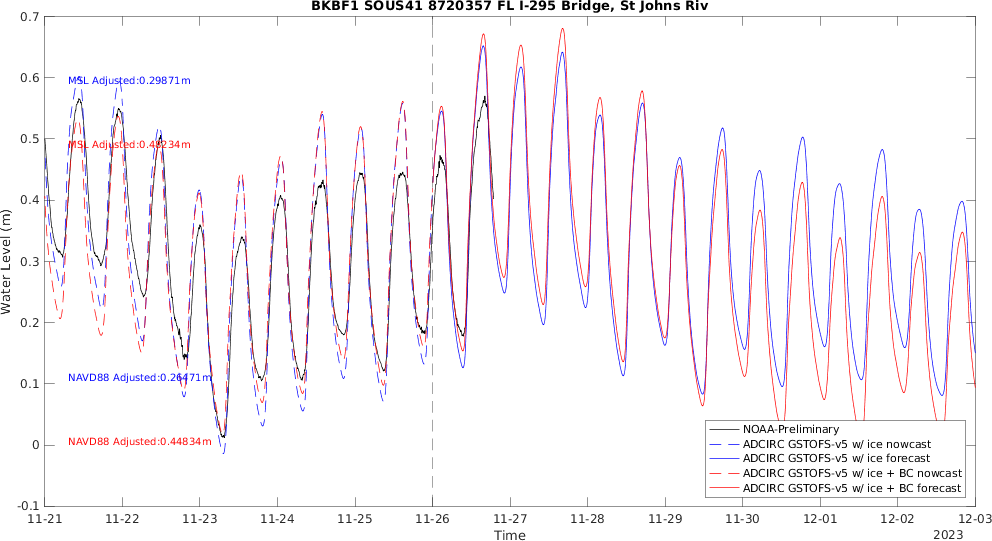 BKBF1 SOUS41 8720357 FL I-295 Bridge, St Johns Riv
0.7
0.6
0.5
0.4
0.3
0.2
0.1
0
-0.1
Water Level (m)
MSL Adjusted:0.29871m
MSL Adjusted:0.48234m
NAVD88 Adjusted:0.26471m
NAVD88 Adjusted:0.44834m
NOAA-Preliminary
ADCIRC GSTOFS-v5 w/ ice nowcast
ADCIRC GSTOFS-v5 w/ ice forecast
ADCIRC GSTOFS-v5 w/ ice + BC nowcast
ADCIRC GSTOFS-v5 w/ ice + BC forecast
11-21 11-22 11-23 11-24 11-25 11-26 11-27 11-28 11-29 11-30 12-01 12-02 12-03
Time
2023